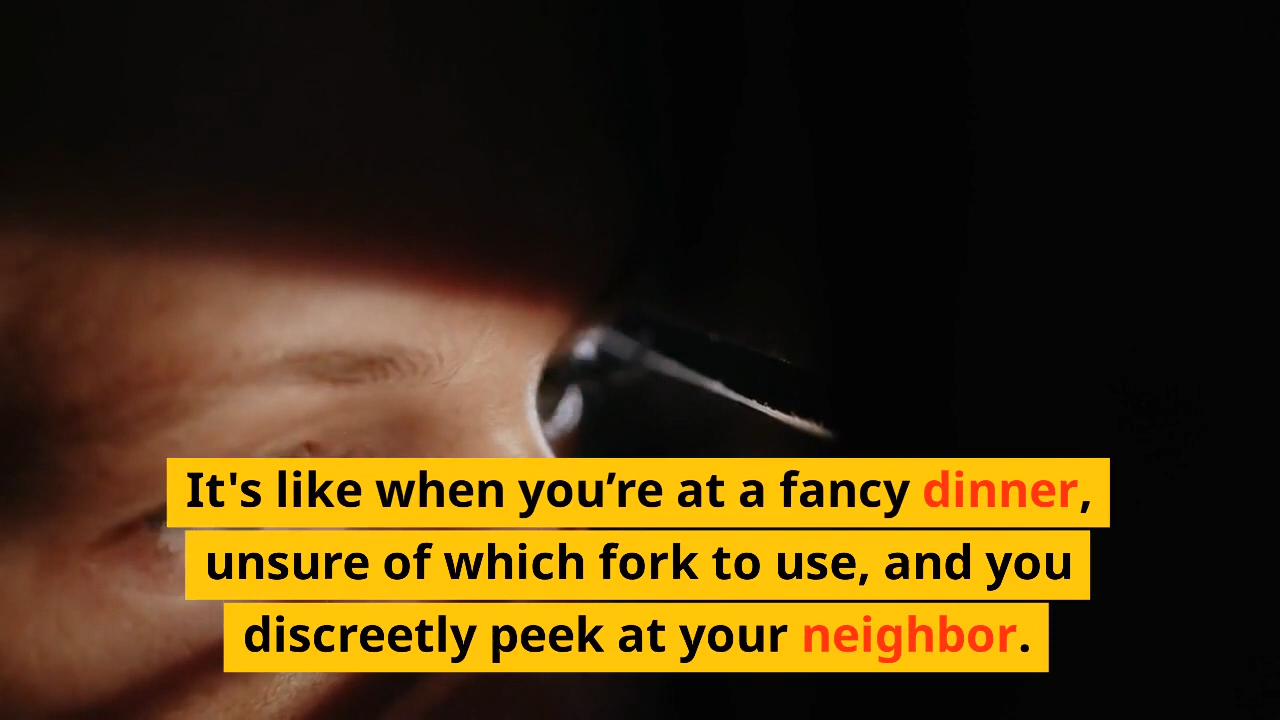 It's like when you’re at a fancy dinner,
unsure of which fork to use, and you
discreetly peek at your neighbor.